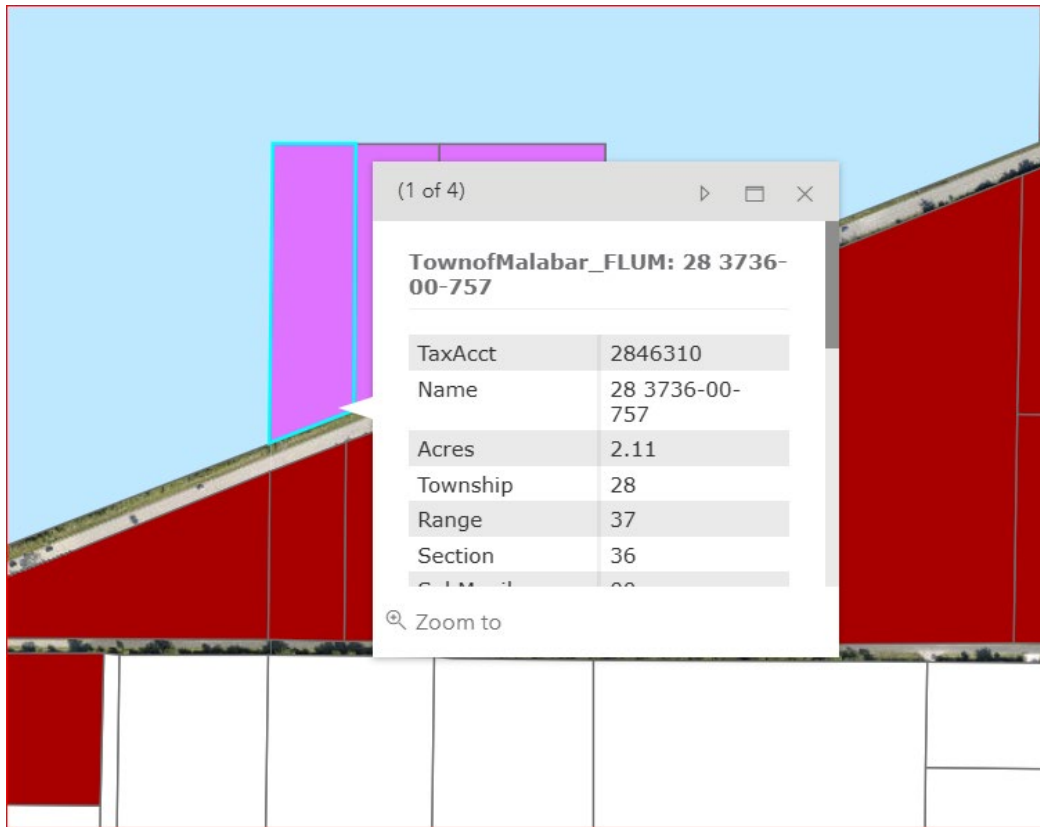 (1 of 4)
TownofMalabar_FLUM: 28 3736-
00-757
TaxAcct 2846310
Name 28 3736-00-
757
Acres 2.11
Township 28
Range 37
Section 36
Zoom to